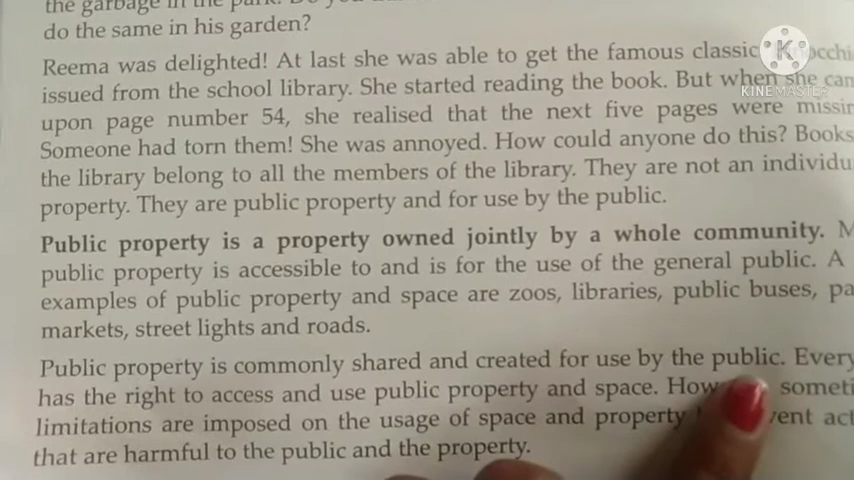 the garbage in the park.
do the same in his garden?
Reema was delighted! At last she was able to get the famous classic
issued from the school library. She started reading the book. But when she
upon page number 54, she realised that the next five pages were
Someone had torn them! She was annoyed. How could anyone do this? Books
the library belong to all the members of the library. They are not an
property. They are public property and for use by the public.
Public property is a property owned jointly by a whole community.
public property is accessible to and is for the use of the general public. A
examples of public property and space are zoos, libraries, public buses,
markets, street lights and roads.
Public property is commonly shared and created for use by the public.
has the right to access and use public property and space.
limitations are imposed on the usage of space and property
that are harmful to the public and the property.
K
KINEMASTER